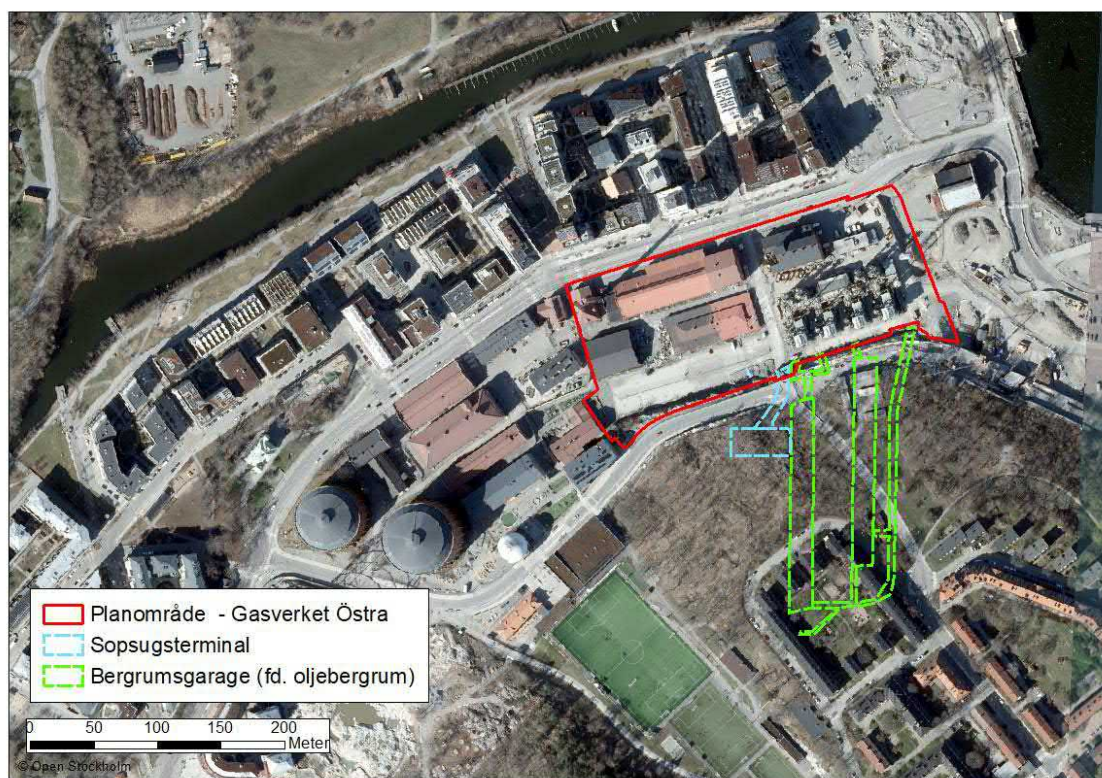 Planområde - Gasverket Östra
Sopsugsterminal
Bergrumsgarage (fd. oljebergrum)
0 50 100 150 200
Meter
© Open Stockholm